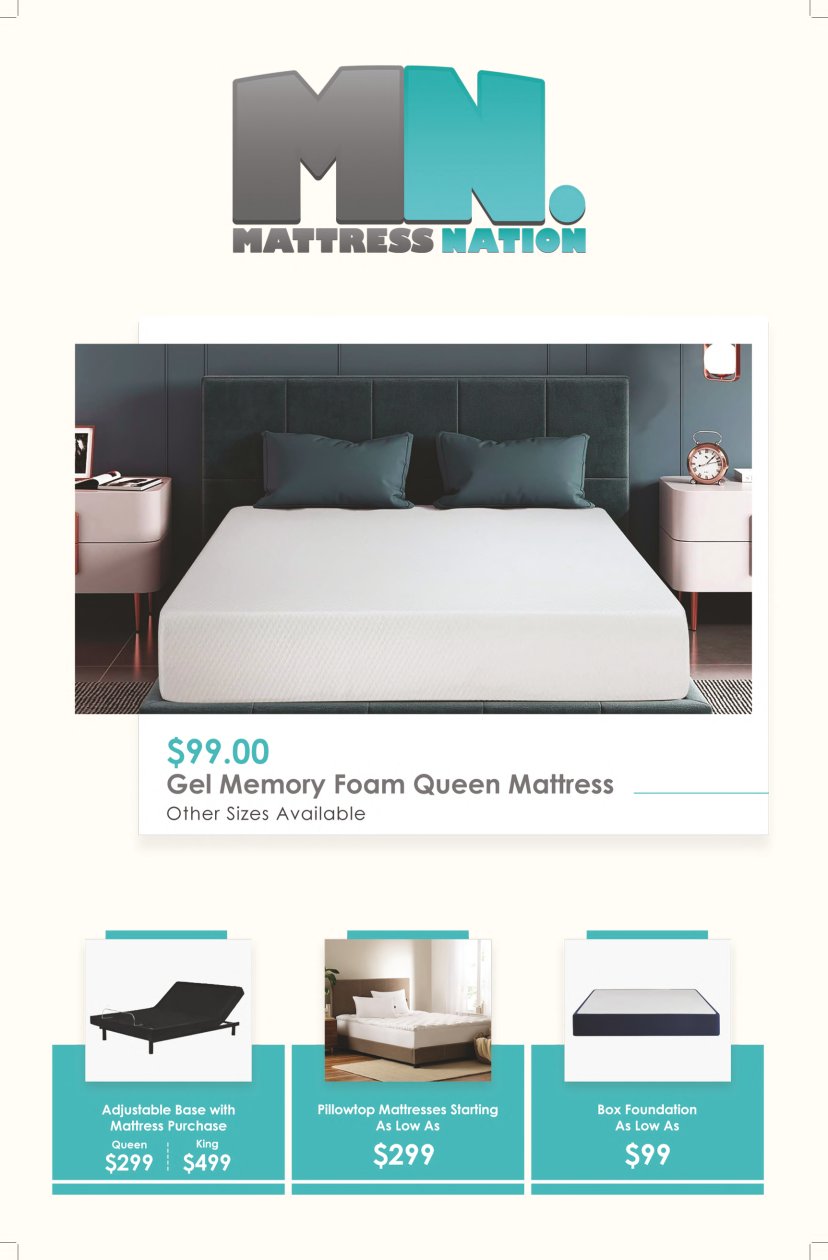 MN.
MATTRESS NATION
$99.00
Gel Memory Foam Queen Mattress
Other Sizes Available
Adjustable Base with
Mattress Purchase
Queen King
$299 $499
Pillowtop Mattresses Starting
As Low As
$299
Box Foundation
As Low As
$99